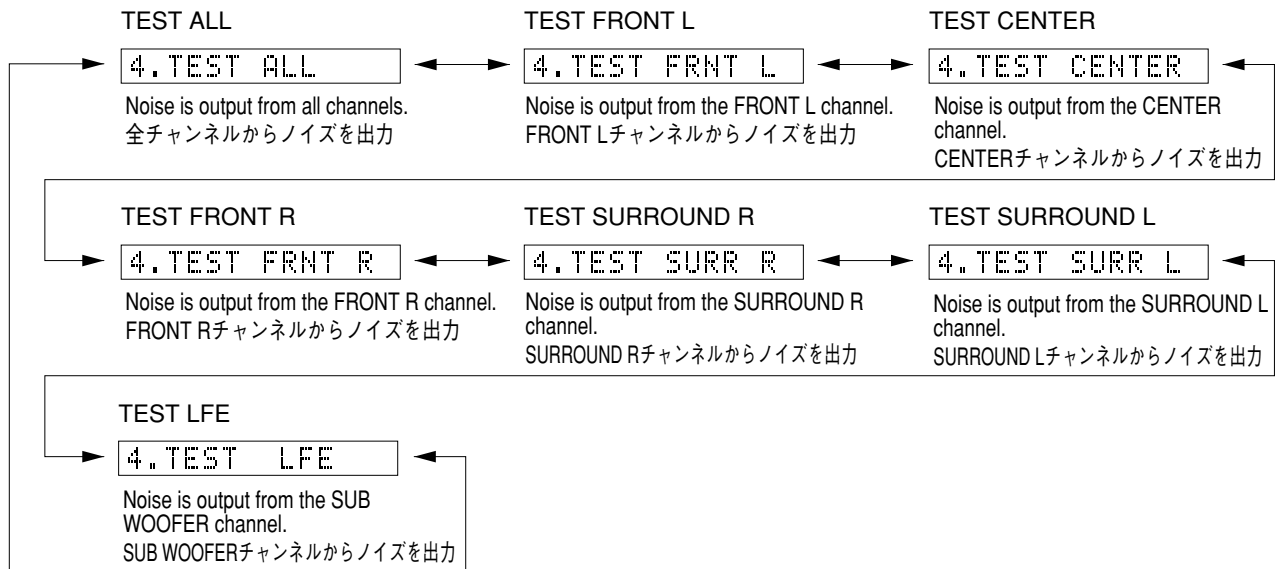 TEST ALL
4.TEST ALL
Noise is output from all channels.
全チャンネルからノイズを出力
TEST FRONT L
4.TEST FRNT L
Noise is output from the FRONT L channel.
FRONT Lチャンネルからノイズを出力
TEST CENTER
4.TEST CENTER
Noise is output from the CENTER
channel.
CENTERチャンネルからノイズを出力
TEST FRONT R
4.TEST FRNT R
Noise is output from the FRONT R channel.
FRONT Rチャンネルからノイズを出力
TEST SURROUND R
4.TEST SURR R
Noise is output from the SURROUND R
channel.
SURROUND Rチャンネルからノイズを出力
TEST SURROUND L
4.TEST SURR L
Noise is output from the SURROUND L
channel.
SURROUND Lチャンネルからノイズを出力
TEST LFE
4.TEST LFE
Noise is output from the SUB
WOOFER channel.
SUB WOOFERチャンネルからノイズを出力